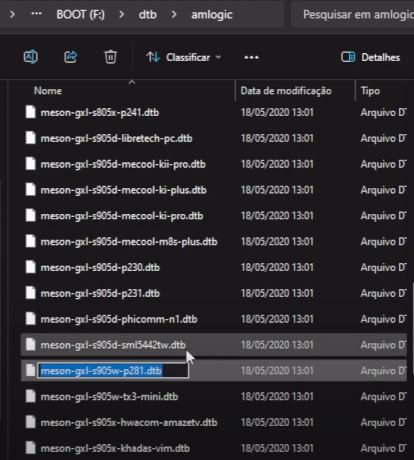 BOOT (F:) > dtb > amlogic Pesquisar em amlogic
Classificar Detalhes
Nome Data de modificação Tipo
meson-gxl-s805x-p241.dtb 18/05/2020 13:01 Arquivo D
meson-gxl-s905d-libretech-pc.dtb 18/05/2020 13:01 Arquivo D
meson-gxl-s905d-mecool-kii-pro.dtb 18/05/2020 13:01 Arquivo D
meson-gxl-s905d-mecool-ki-plus.dtb 18/05/2020 13:01 Arquivo D
meson-gxl-s905d-mecool-ki-pro.dtb 18/05/2020 13:01 Arquivo D
meson-gxl-s905d-mecool-m8s-plus.dtb 18/05/2020 13:01 Arquivo D
meson-gxl-s905d-p230.dtb 18/05/2020 13:01 Arquivo D
meson-gxl-s905d-p231.dtb 18/05/2020 13:01 Arquivo D
meson-gxl-s905d-phicomm-n1.dtb 18/05/2020 13:01 Arquivo D
meson-gxl-s905d-sml5442tw.dtb 18/05/2020 13:01 Arquivo D
meson-gxl-s905w-p281.dtb 18/05/2020 13:01 Arquivo D
meson-gxl-s905w-tx3-mini.dtb 18/05/2020 13:01 Arquivo D
meson-gxl-s905x-hwacom-amazetv.dtb 18/05/2020 13:01 Arquivo D
meson-gxl-s905x-khadas-vim.dtb 18/05/2020 13:01 Arquivo D